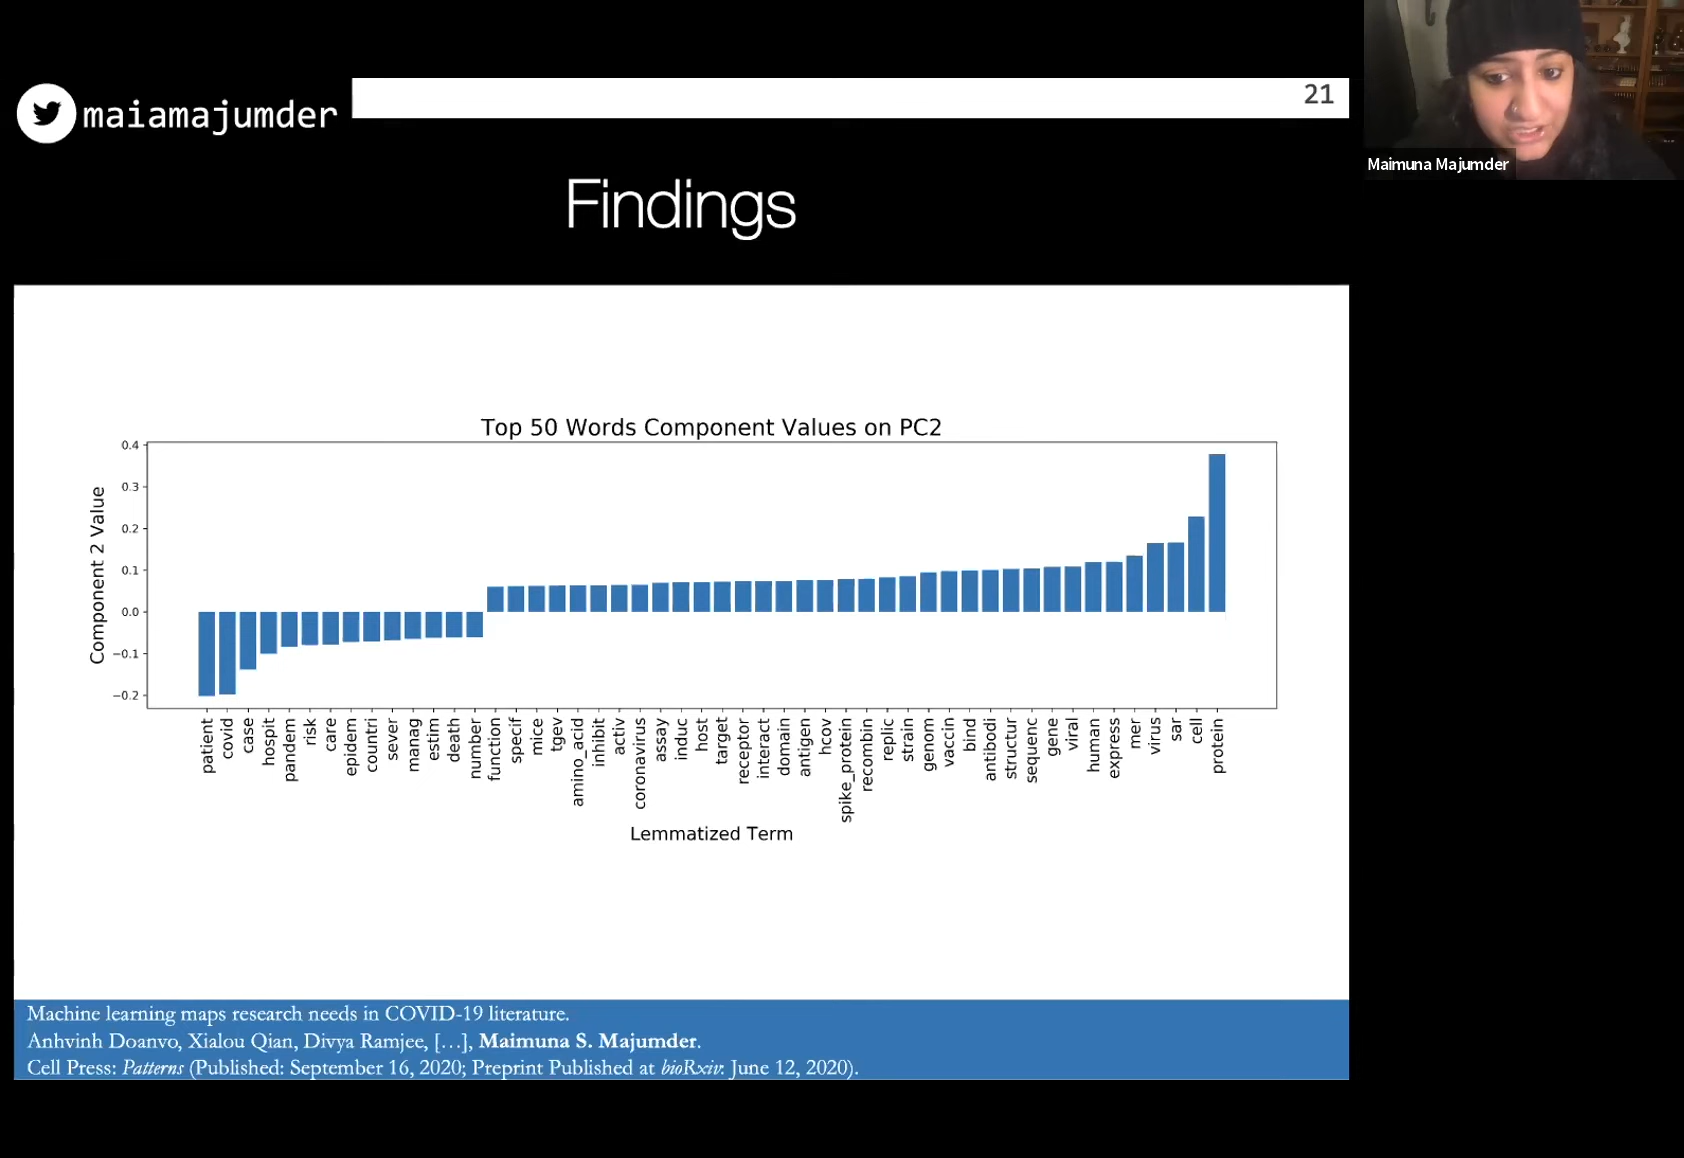 maiamajumder
21
Maimuna Majumder
Findings
Top 50 Words Component Values on PC2
Component 2 Value
0.4
0.3
0.2
0.1
0.0
−0.1
−0.2
patient
covid
case
hospit
pandem
risk
care
epidem
countri
sever
manag
estim
death
number
function
specif
mice
tgev
amino_acid
inhibit
activ
coronavirus
assay
induc
host
target
receptor
interact
domain
antigen
hcov
spike_protein
recombin
replic
strain
genom
vaccin
bind
antibodi
structur
sequenc
gene
viral
human
express
mer
virus
sar
cell
protein
Lemmatized Term
Machine learning maps research needs in COVID-19 literature.
Anhvinh Doanvo, Xialou Qian, Divya Ramjee, […], Maimuna S. Majumder.
Cell Press: Patterns (Published: September 16, 2020; Preprint Published at bioRxiv: June 12, 2020).